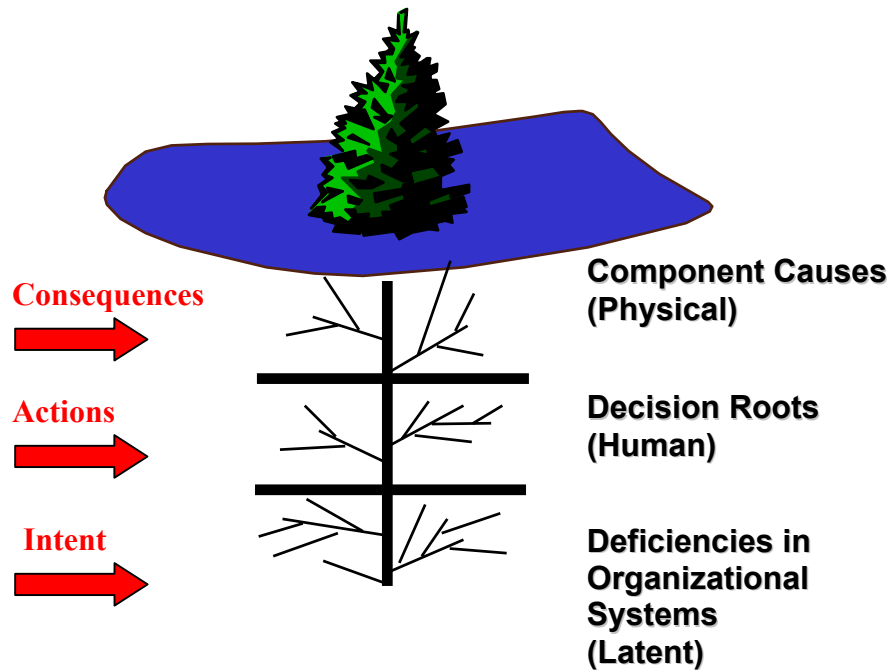 Consequences
Component Causes
(Physical)
Actions
Decision Roots
(Human)
Intent
Deficiencies in
Organizational
Systems
(Latent)